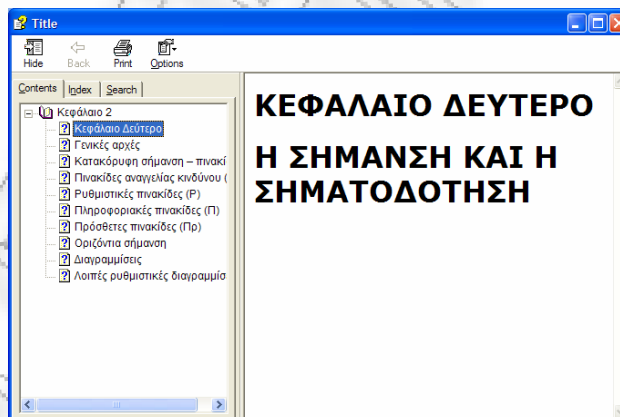 Title
Hide Back Print Options
Contents Index Search
Κεφάλαιο 2
Κεφάλαιο Δεύτερο
Γενικές αρχές
Κατακόρυφη σήμανση – πινακί
Πινακίδες αναγγελίας κινδύνου (
Ρυθμιστικές πινακίδες (Ρ)
Πληροφοριακές πινακίδες (Π)
Πρόσθετες πινακίδες (Πρ)
Οριζόντια σήμανση
Διαγραμμίσεις
Λοιπές ρυθμιστικές διαγραμμίσ
ΚΕΦΑΛΑΙΟ ΔΕΥΤΕΡΟ
Η ΣΗΜΑΝΣΗ ΚΑΙ Η
ΣΗΜΑΤΟΔΟΤΗΣΗ